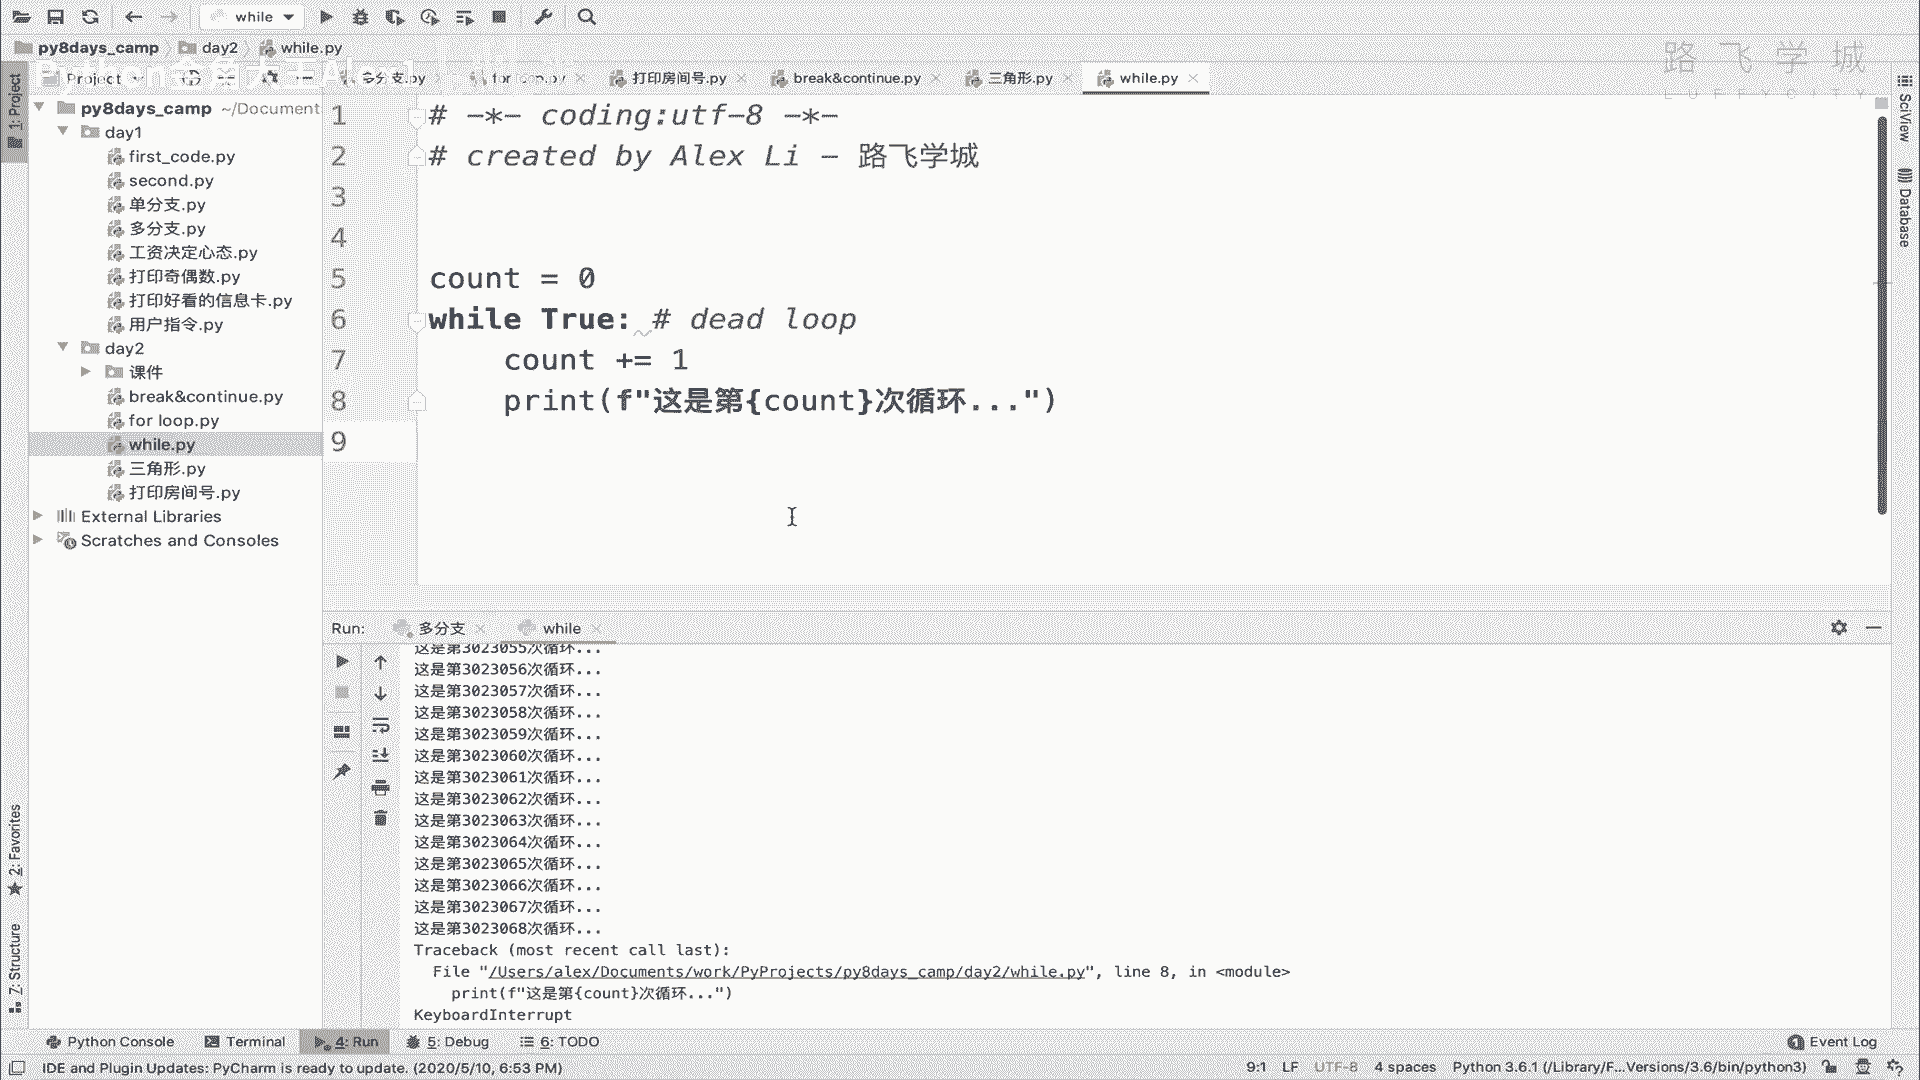 while
py8days_camp day2 while.py
路 飞 学 城
L U F F Y C I T Y
1: Project
Project
多分支.py
for loop.py
打印房间号.py
break&continue.py
三角形.py
while.py
SciView
Database
py8days_camp ~/Document
day1
first_code.py
second.py
单分支.py
多分支.py
工资决定心态.py
打印奇偶数.py
打印好看的信息卡.py
用户指令.py
day2
课件
break&continue.py
for loop.py
while.py
三角形.py
打印房间号.py
External Libraries
Scratches and Consoles
1 # -*- coding:utf-8 -*-
2 # created by Alex Li - 路飞学城
3
4
5 count = 0
6 while True: # dead loop
7 count += 1
8 print(f"这是第{count}次循环...")
9
Run: 多分支 while
这是第3023055次循环...
这是第3023056次循环...
这是第3023057次循环...
这是第3023058次循环...
这是第3023059次循环...
这是第3023060次循环...
这是第3023061次循环...
这是第3023062次循环...
这是第3023063次循环...
这是第3023064次循环...
这是第3023065次循环...
这是第3023066次循环...
这是第3023067次循环...
这是第3023068次循环...
Traceback (most recent call last):
File "/Users/alex/Documents/work/PyProjects/py8days_camp/day2/while.py", line 8, in <module>
print(f"这是第{count}次循环...")
KeyboardInterrupt
2: Favorites
7: Structure
Python Console Terminal 4: Run 5: Debug 6: TODO Event Log
IDE and Plugin Updates: PyCharm is ready to update. (2020/5/10, 6:53 PM) 9:1 LF UTF-8 4 spaces Python 3.6.1 (/Library/F...Versions/3.6/bin/python3)